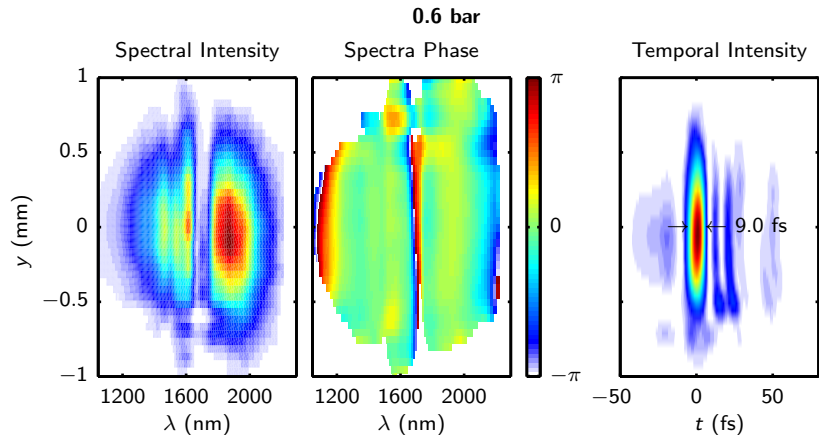 0.6 bar
Spectral Intensity
Spectra Phase
Temporal Intensity
y (mm)
1
0.5
0
−0.5
−1
1200 1600 2000
λ (nm)
1200 1600 2000
λ (nm)
π
0
−π
9.0 fs
−50 0 50
t (fs)